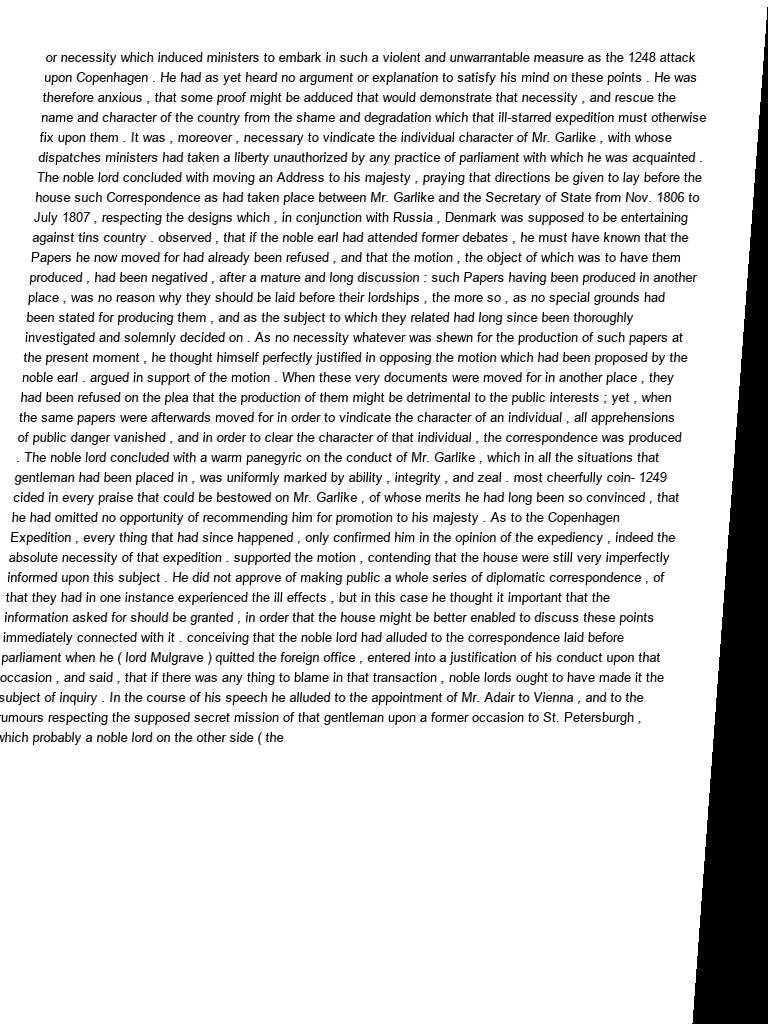 or necessity which induced ministers to embark in such a violent and unwarrantable measure as the 1248 attack
upon Copenhagen . He had as yet heard no argument or explanation to satisfy his mind on these points . He was
therefore anxious , that some proof might be adduced that would demonstrate that necessity , and rescue the
name and character of the country from the shame and degradation which that ill-starred expedition must otherwise
fix upon them . It was , moreover , necessary to vindicate the individual character of Mr. Garlike , with whose
dispatches ministers had taken a liberty unauthorized by any practice of parliament with which he was acquainted .
The noble lord concluded with moving an Address to his majesty , praying that directions be given to lay before the
house such Correspondence as had taken place between Mr. Garlike and the Secretary of State from Nov. 1806 to
July 1807 , respecting the designs which , in conjunction with Russia , Denmark was supposed to be entertaining
against tins country . observed , that if the noble earl had attended former debates , he must have known that the
Papers he now moved for had already been refused , and that the motion , the object of which was to have them
produced , had been negatived , after a mature and long discussion : such Papers having been produced in another
place , was no reason why they should be laid before their lordships , the more so , as no special grounds had
been stated for producing them , and as the subject to which they related had long since been thoroughly
investigated and solemnly decided on . As no necessity whatever was shewn for the production of such papers at
the present moment , he thought himself perfectly justified in opposing the motion which had been proposed by the
noble earl . argued in support of the motion . When these very documents were moved for in another place , they
had been refused on the plea that the production of them might be detrimental to the public interests ; yet , when
the same papers were afterwards moved for in order to vindicate the character of an individual , all apprehensions
of public danger vanished , and in order to clear the character of that individual , the correspondence was produced
. The noble lord concluded with a warm panegyric on the conduct of Mr. Garlike , which in all the situations that
gentleman had been placed in , was uniformly marked by ability , integrity , and zeal . most cheerfully coin- 1249
cided in every praise that could be bestowed on Mr. Garlike , of whose merits he had long been so convinced , that
he had omitted no opportunity of recommending him for promotion to his majesty . As to the Copenhagen
Expedition , every thing that had since happened , only confirmed him in the opinion of the expediency , indeed the
absolute necessity of that expedition . supported the motion , contending that the house were still very imperfectly
informed upon this subject . He did not approve of making public a whole series of diplomatic correspondence , of
that they had in one instance experienced the ill effects , but in this case he thought it important that the
information asked for should be granted , in order that the house might be better enabled to discuss these points
immediately connected with it . conceiving that the noble lord had alluded to the correspondence laid before
parliament when he ( lord Mulgrave ) quitted the foreign office , entered into a justification of his conduct upon that
occasion , and said , that if there was any thing to blame in that transaction , noble lords ought to have made it the
subject of inquiry . In the course of his speech he alluded to the appointment of Mr. Adair to Vienna , and to the
rumours respecting the supposed secret mission of that gentleman upon a former occasion to St. Petersburgh ,
which probably a noble lord on the other side ( the